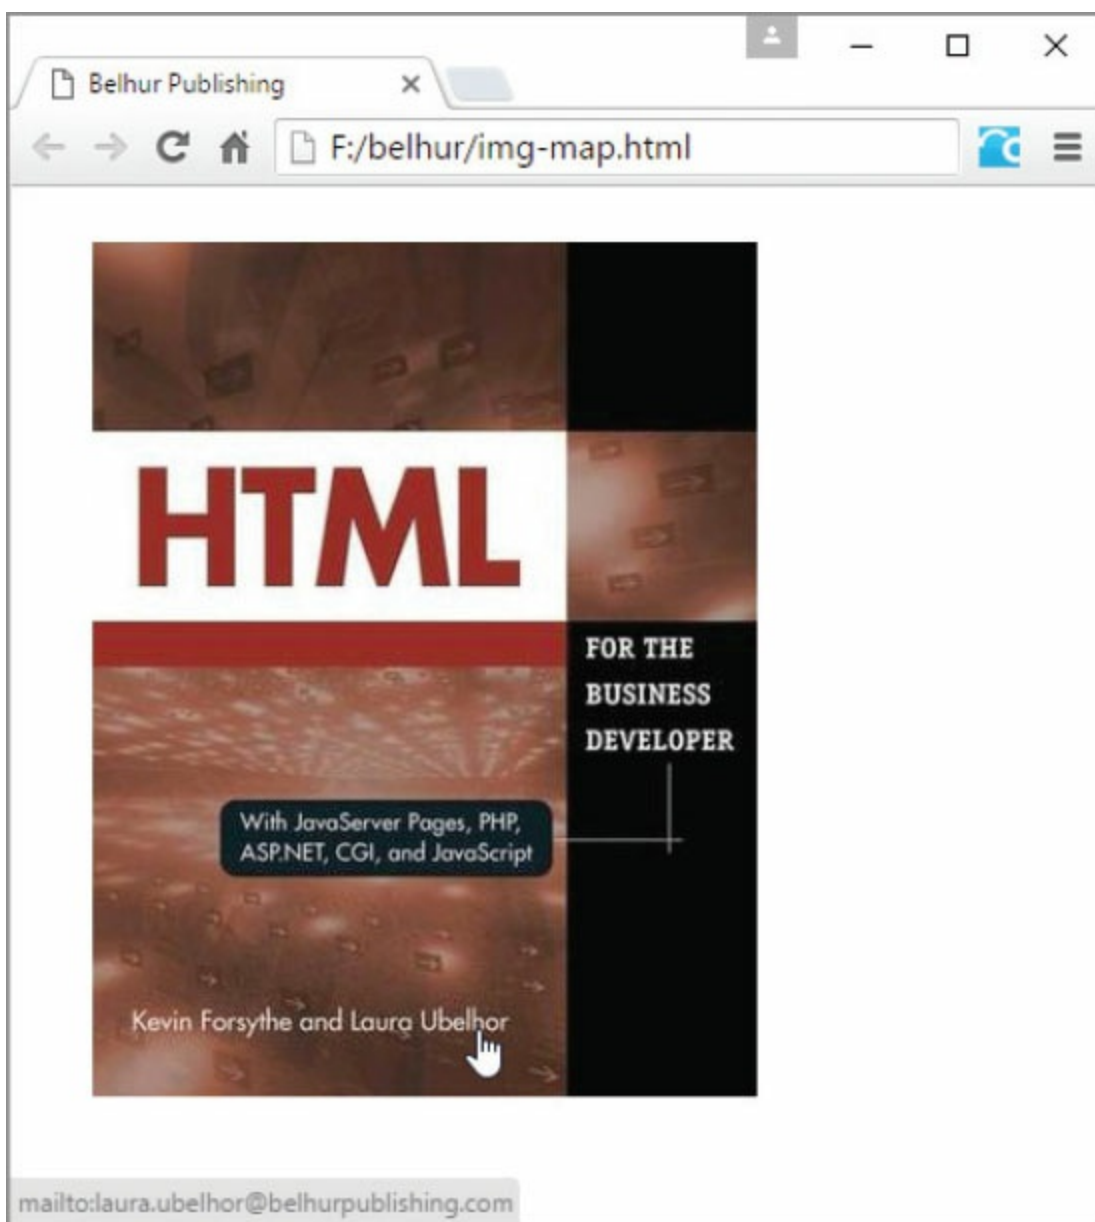 Belhur Publishing
F:/belhur/img-map.html
HTML
FOR THE
BUSINESS
DEVELOPER
With JavaServer Pages, PHP,
ASP.NET, CGI, and JavaScript
Kevin Forsythe and Laura Ubelhor
mailto:laura.ubelhor@belhurpublishing.com